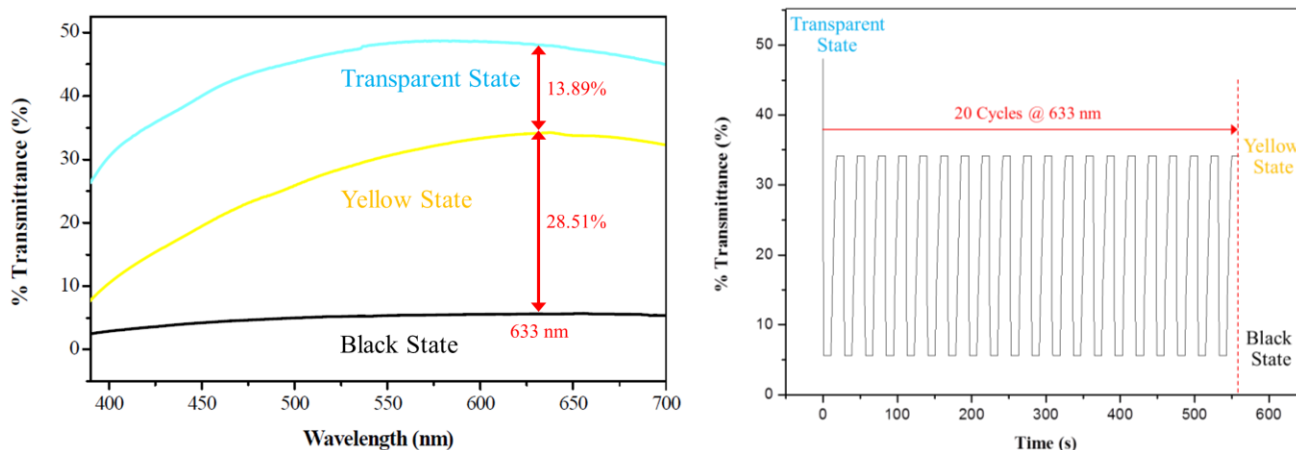 % Transmittance (%)
50
40
30
20
10
0
Transparent State
13.89%
Yellow State
28.51%
633 nm
Black State
400
450
500
550
600
650
700
Wavelength (nm)
% Transmittance (%)
50
40
30
20
10
0
Transparent
State
20 Cycles @ 633 nm
Yellow
State
Black
State
0
100
200
300
400
500
600
Time (s)